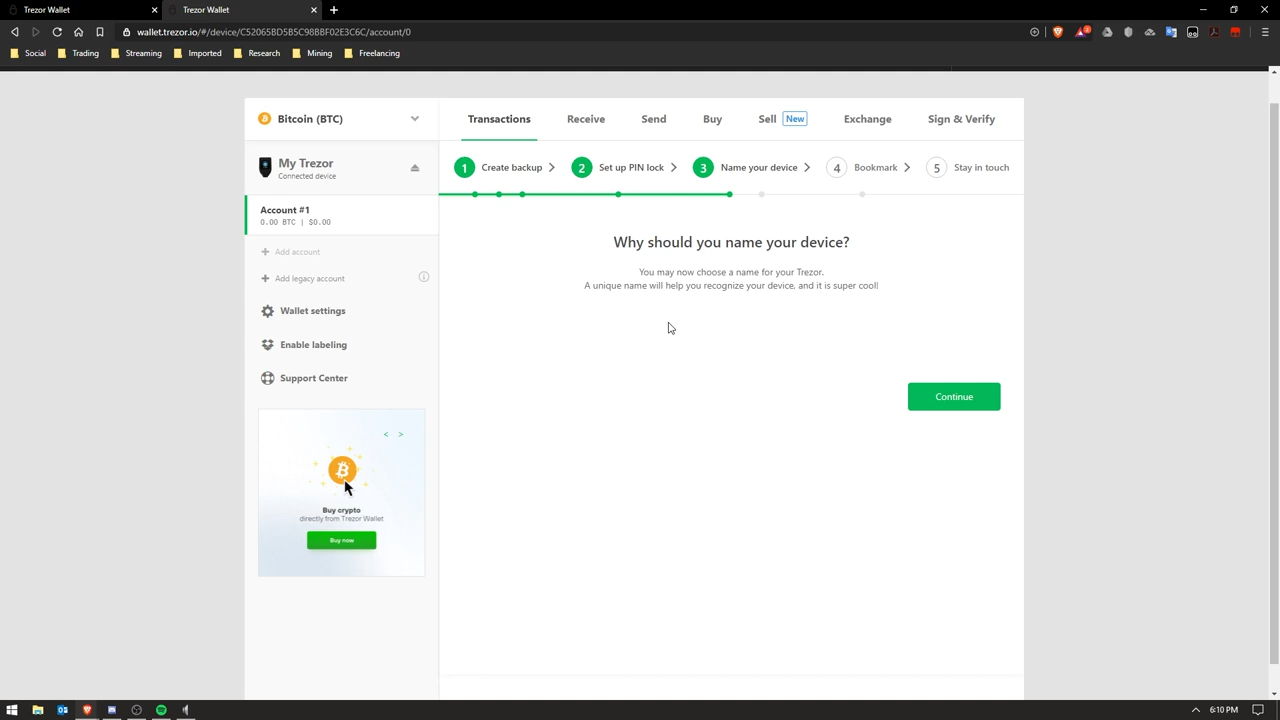 Trezor Wallet
Trezor Wallet
wallet.trezor.io/#/device/C52065BD5B5C98BBF02E3C6C/account/0
Social
Trading
Streaming
Imported
Research
Mining
Freelancing
Bitcoin (BTC)
Transactions
Receive
Send
Buy
Sell New
Exchange
Sign & Verify
My Trezor
Connected device
1 Create backup
2 Set up PIN lock
3 Name your device
4 Bookmark
5 Stay in touch
Account #1
0.00 BTC | $0.00
Add account
Add legacy account
Wallet settings
Enable labeling
Support Center
Why should you name your device?
You may now choose a name for your Trezor.
A unique name will help you recognize your device, and it is super cool!
Continue
< >
Buy crypto
directly from Trezor Wallet
Buy now
6:10 PM